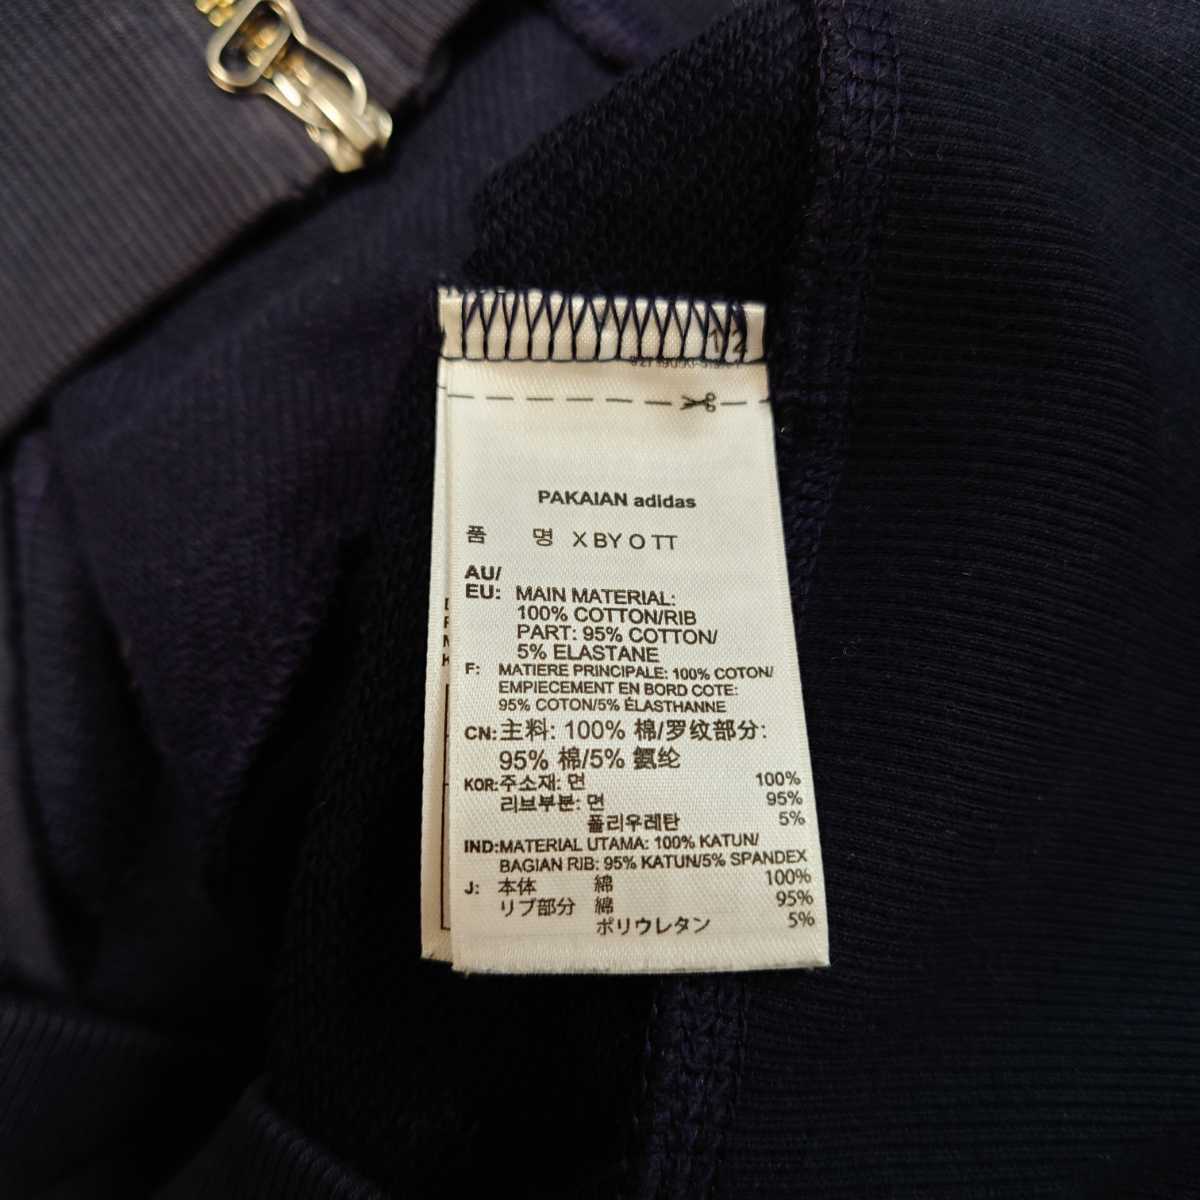 12
PAKAIAN adidas
품 명 X BY O TT
AU/
EU: MAIN MATERIAL:
100% COTTON/RIB
PART: 95% COTTON/
5% ELASTANE
F: MATIERE PRINCIPALE: 100% COTON/
EMPIECEMENT EN BORD COTE:
95% COTON/5% ÉLASTHANNE
CN: 主料: 100% 棉/罗纹部分:
95% 棉/5% 氨纶
KOR: 주소재: 면 100%
리브부분: 면 95%
폴리우레탄 5%
IND: MATERIAL UTAMA: 100% KATUN/
BAGIAN RIB: 95% KATUN/5% SPANDEX
J: 本体 綿 100%
リブ部分 綿 95%
ポリウレタン 5%